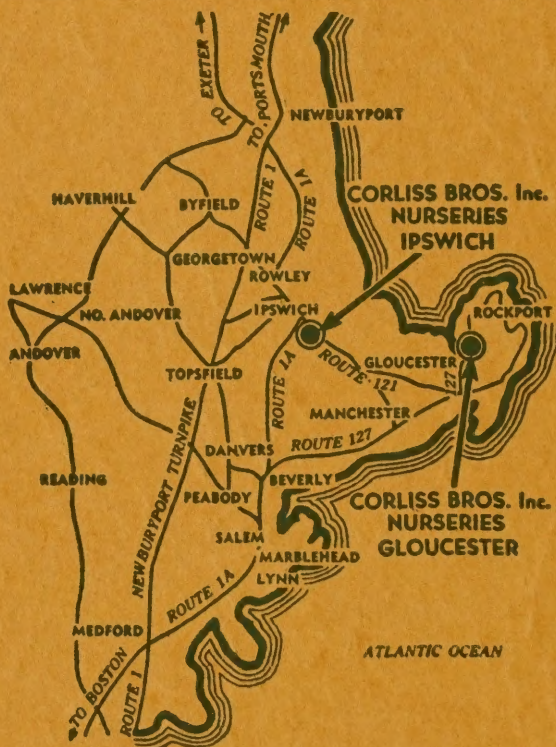 TO EXETER
TO PORTSMOUTH
NEWBURYPORT
ROUTE 1
ROUTE 1A
CORLISS BROS. Inc.
NURSERIES
IPSWICH
HAVERHILL
BYFIELD
GEORGETOWN
ROWLEY
LAWRENCE
NO. ANDOVER
IPSWICH
ROCKPORT
ANDOVER
TOPSFIELD
ROUTE 1A
ROUTE 121
GLOUCESTER
127
MANCHESTER
NEWBURYPORT TURNPIKE
DANVERS
ROUTE 127
READING
PEABODY
BEVERLY
CORLISS BROS. Inc.
NURSERIES
GLOUCESTER
SALEM
MARBLEHEAD
LYNN
ROUTE 1A
MEDFORD
ATLANTIC OCEAN
TO BOSTON
ROUTE 1